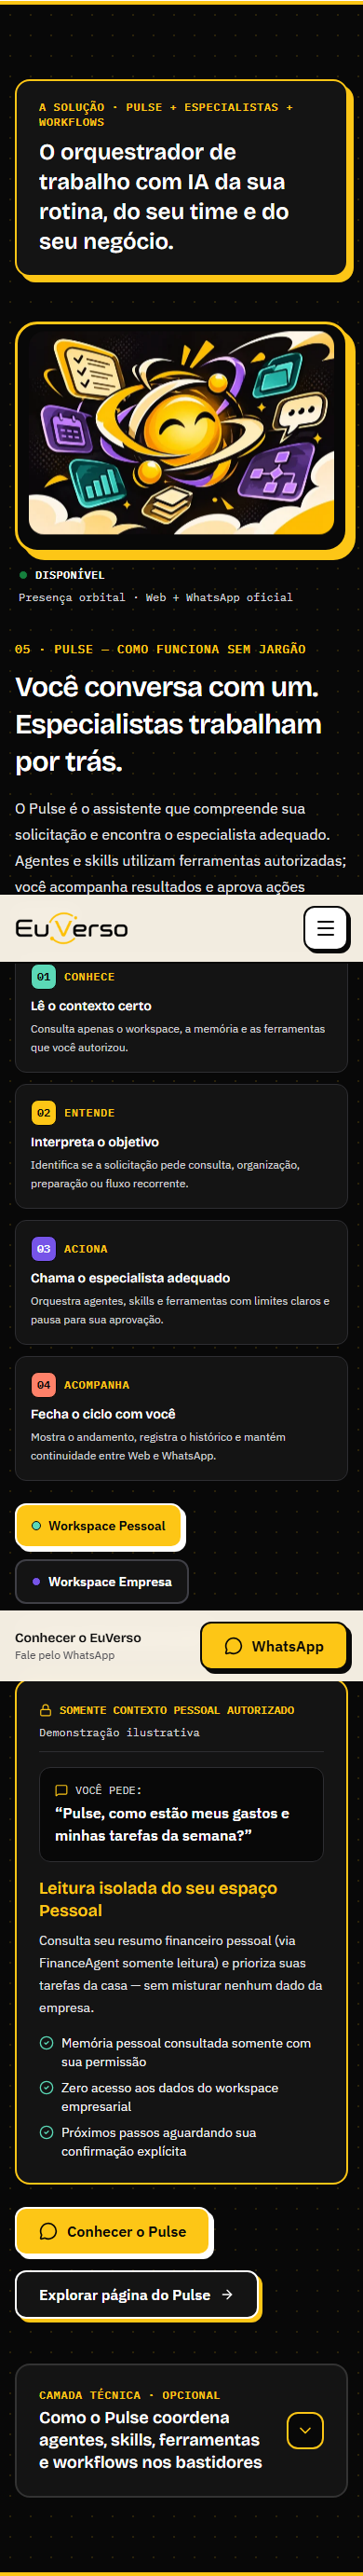 A SOLUÇÃO · PULSE + ESPECIALISTAS +
WORKFLOWS
O orquestrador de
trabalho com IA da sua
rotina, do seu time e do
seu negócio.
DISPONÍVEL
Presença orbital · Web + WhatsApp oficial
05 · PULSE — COMO FUNCIONA SEM JARGÃO
Você conversa com um.
Especialistas trabalham
por trás.
O Pulse é o assistente que compreende sua
solicitação e encontra o especialista adequado.
Agentes e skills utilizam ferramentas autorizadas;
você acompanha resultados e aprova ações
EuVerso
01 CONHECE
Lê o contexto certo
Consulta apenas o workspace, a memória e as ferramentas
que você autorizou.
02 ENTENDE
Interpreta o objetivo
Identifica se a solicitação pede consulta, organização,
preparação ou fluxo recorrente.
03 ACIONA
Chama o especialista adequado
Orquestra agentes, skills e ferramentas com limites claros e
pausa para sua aprovação.
04 ACOMPANHA
Fecha o ciclo com você
Mostra o andamento, registra o histórico e mantém
continuidade entre Web e WhatsApp.
Workspace Pessoal
Workspace Empresa
Conhecer o EuVerso
Fale pelo WhatsApp
WhatsApp
SOMENTE CONTEXTO PESSOAL AUTORIZADO
Demonstração ilustrativa
VOCÊ PEDE:
“Pulse, como estão meus gastos e
minhas tarefas da semana?”
Leitura isolada do seu espaço
Pessoal
Consulta seu resumo financeiro pessoal (via
FinanceAgent somente leitura) e prioriza suas
tarefas da casa — sem misturar nenhum dado da
empresa.
Memória pessoal consultada somente com
sua permissão
Zero acesso aos dados do workspace
empresarial
Próximos passos aguardando sua
confirmação explícita
Conhecer o Pulse
Explorar página do Pulse →
CAMADA TÉCNICA · OPCIONAL
Como o Pulse coordena
agentes, skills, ferramentas
e workflows nos bastidores